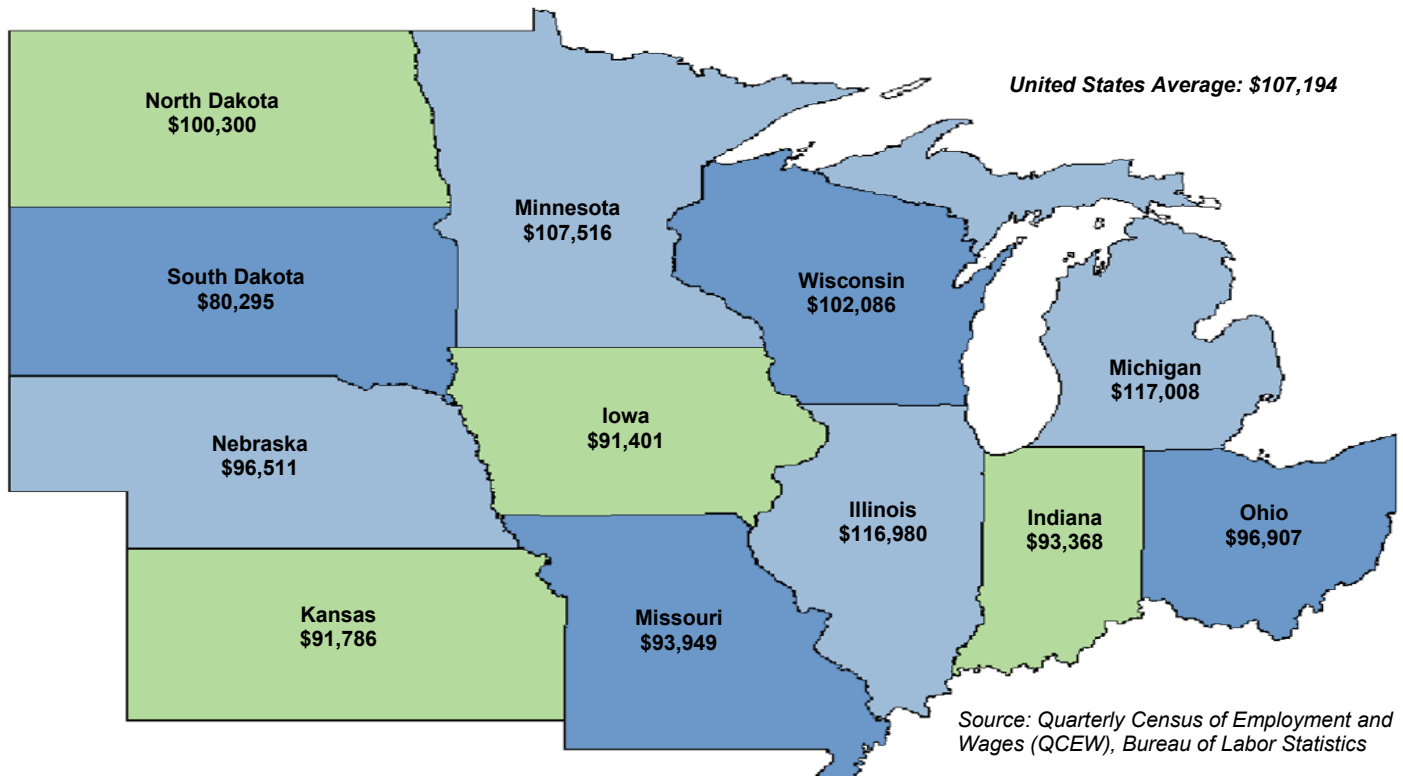 United States Average: $107,194
North Dakota
$100,300
Minnesota
$107,516
South Dakota
$80,295
Wisconsin
$102,086
Michigan
$117,008
Iowa
$91,401
Nebraska
$96,511
Illinois
$116,980
Indiana
$93,368
Ohio
$96,907
Kansas
$91,786
Missouri
$93,949
Source: Quarterly Census of Employment and
Wages (QCEW), Bureau of Labor Statistics